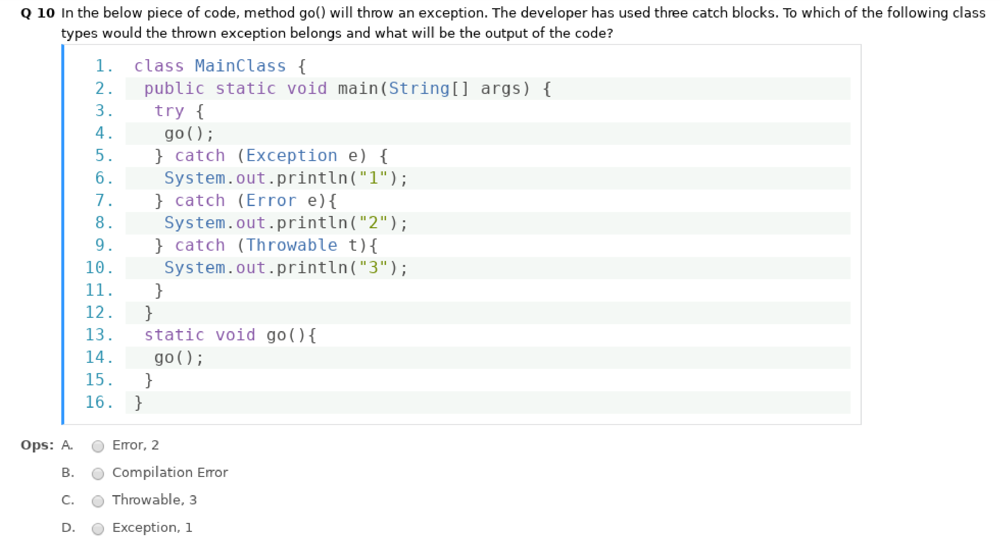 Q 10 In the below piece of code, method go() will throw an exception. The developer has used three catch blocks. To which of the following class
types would the thrown exception belongs and what will be the output of the code?
1. class MainClass {
2. public static void main(String[] args) {
3. try {
4. go();
5. } catch (Exception e) {
6. System.out.println("1");
7. } catch (Error e){
8. System.out.println("2");
9. } catch (Throwable t){
10. System.out.println("3");
11. }
12. }
13. static void go(){
14. go();
15. }
16. }
Ops: A. Error, 2
B. Compilation Error
C. Throwable, 3
D. Exception, 1